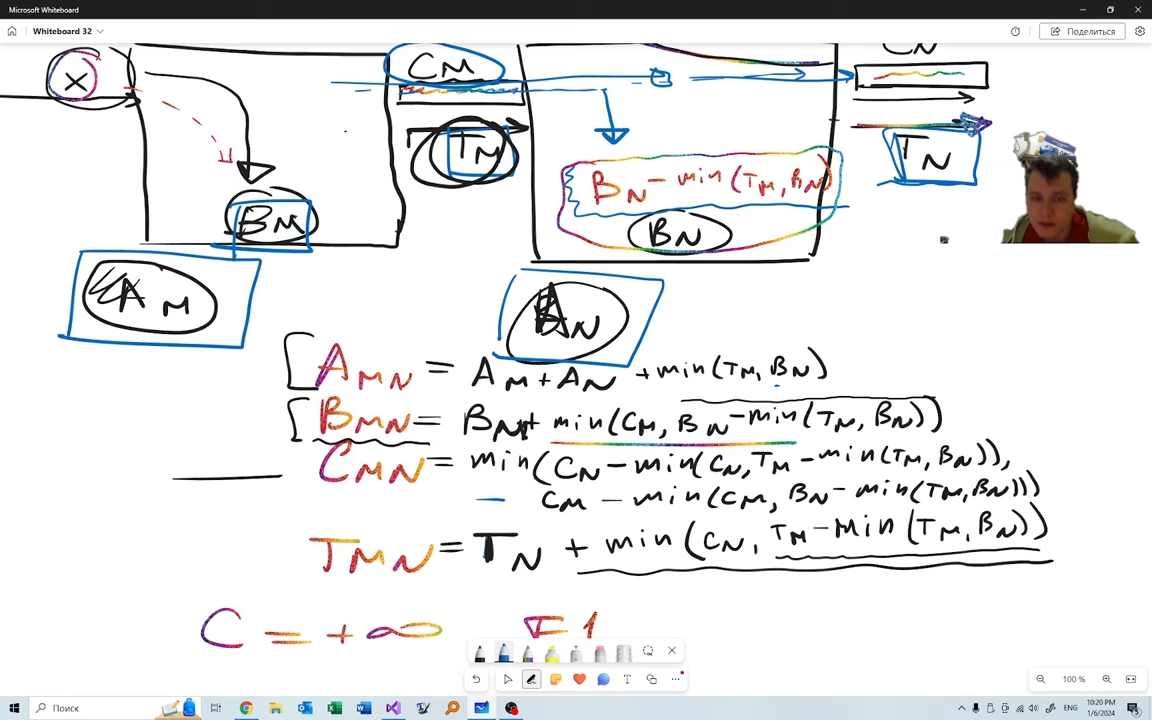 Microsoft Whiteboard
Whiteboard 32
Поделиться
X
CM
CN
TM
TN
BN - min(TM, BN)
BM
BN
AM
AN
AMN = AM + AN + min(TM, BN)
BMN = BN + min(CM, BN - min(TN, BN))
CMN = min(CN - min(CN, TM - min(TM, BN)),
CM - min(CM, BN - min(TM, BN)))
TMN = TN + min(CN, TM - min(TM, BN))
C = +∞
100 %
Поиск
ENG
10:20 PM
1/6/2024